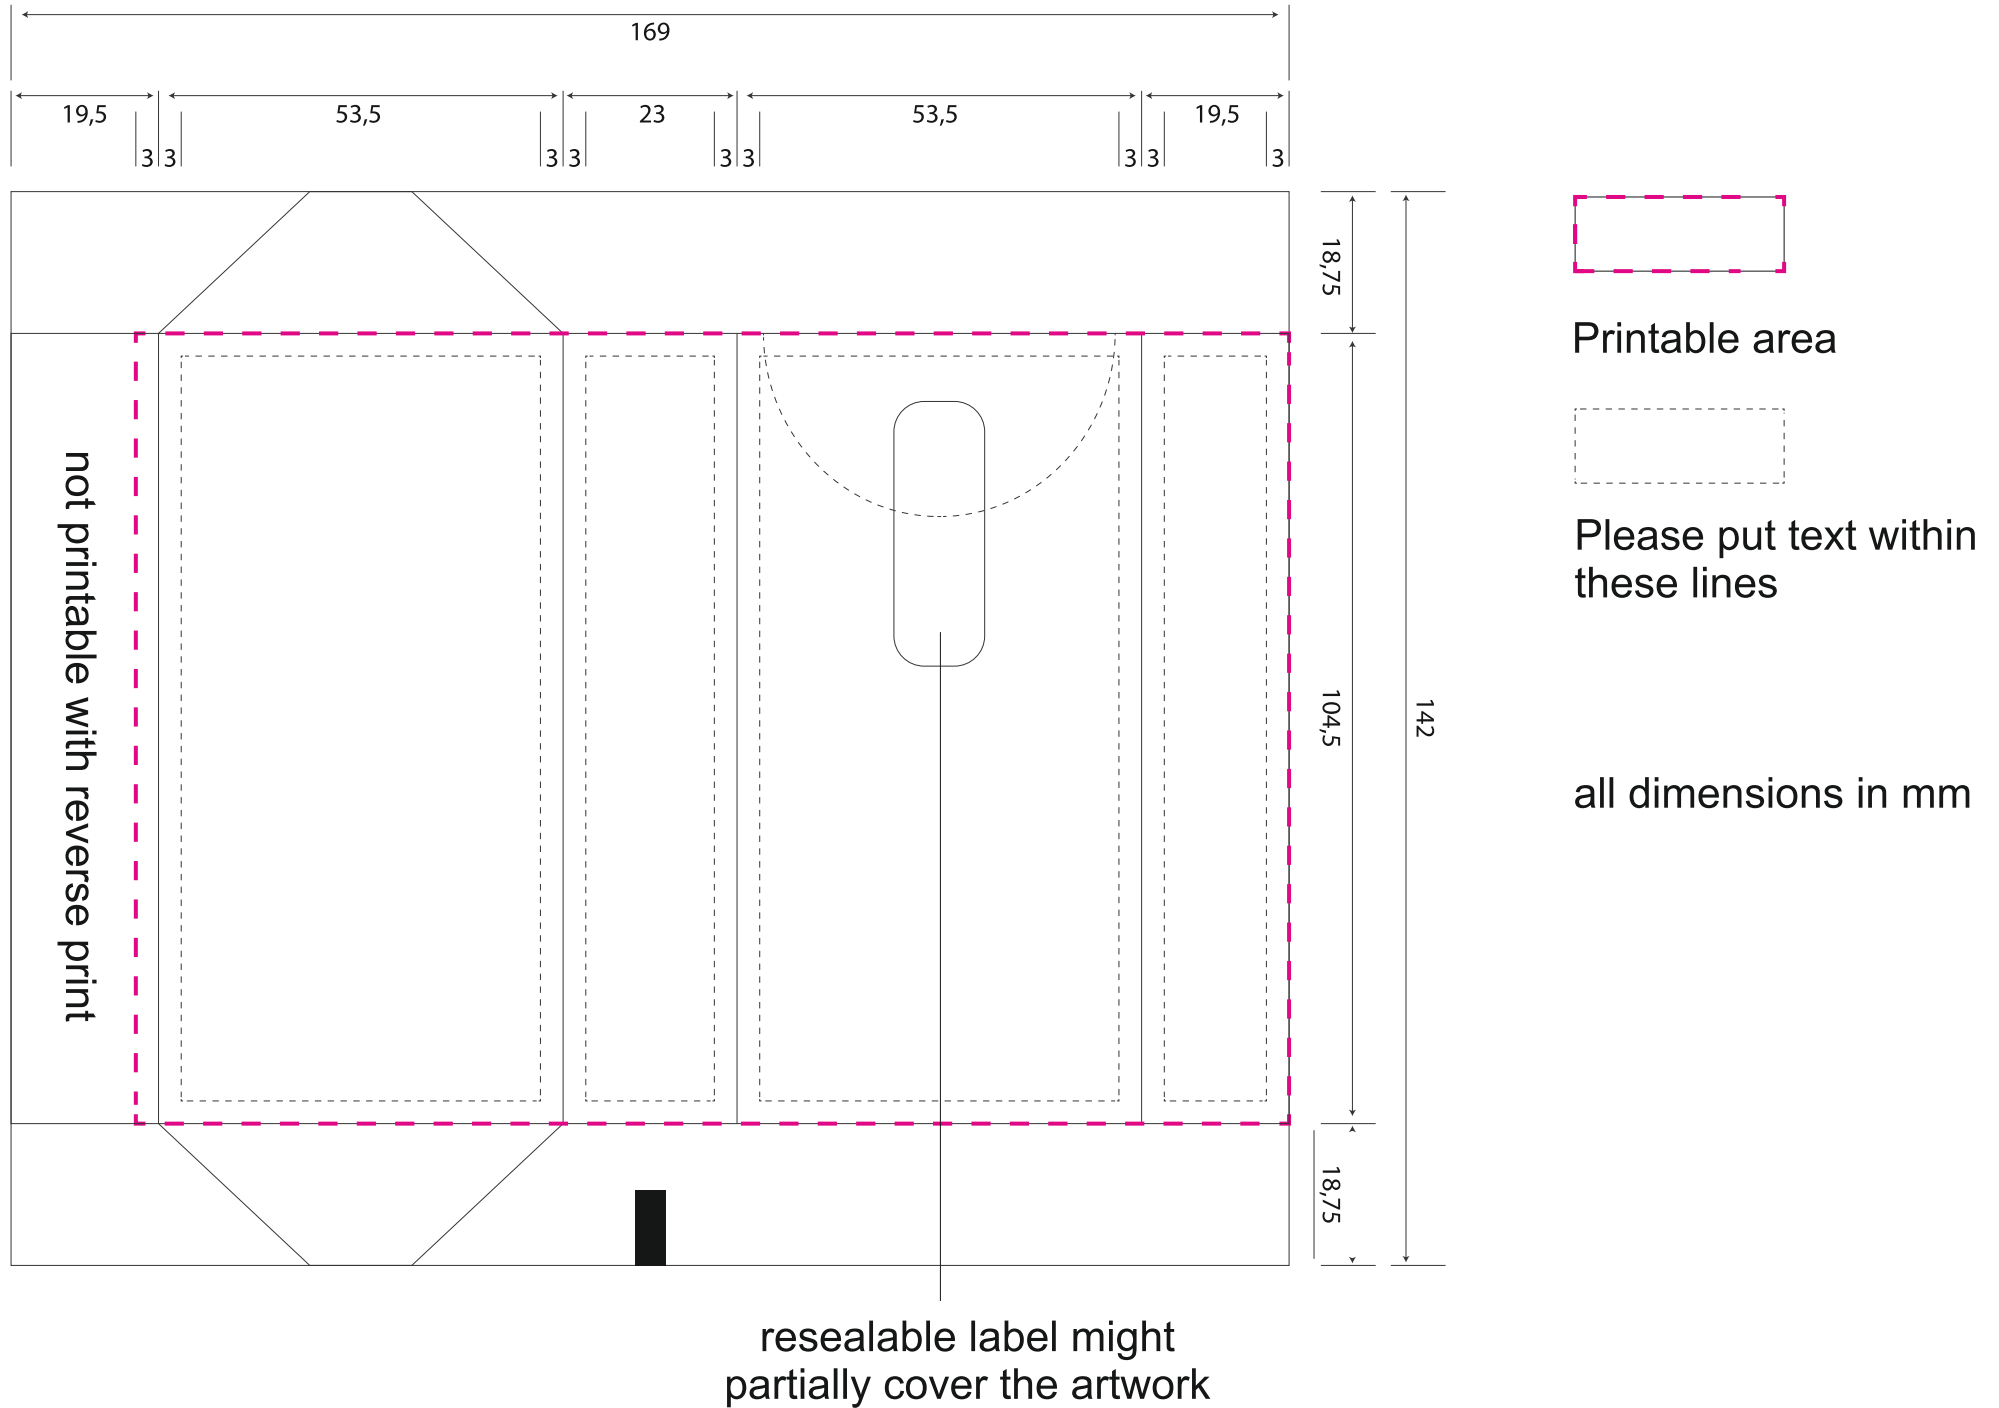 169
19,5
53,5
23
53,5
19,5
3
3
3
3
3
3
3
3
3
18,75
104,5
142
18,75
not printable with reverse print
Printable area
Please put text within
these lines
all dimensions in mm
resealable label might
partially cover the artwork